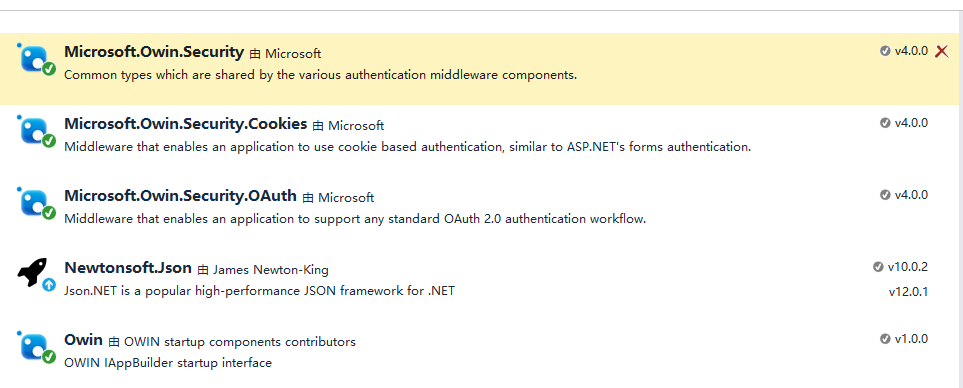 Microsoft.Owin.Security 由 Microsoft v4.0.0
Common types which are shared by the various authentication middleware components.
Microsoft.Owin.Security.Cookies 由 Microsoft v4.0.0
Middleware that enables an application to use cookie based authentication, similar to ASP.NET's forms authentication.
Microsoft.Owin.Security.OAuth 由 Microsoft v4.0.0
Middleware that enables an application to support any standard OAuth 2.0 authentication workflow.
Newtonsoft.Json 由 James Newton-King v10.0.2
Json.NET is a popular high-performance JSON framework for .NET v12.0.1
Owin 由 OWIN startup components contributors v1.0.0
OWIN IAppBuilder startup interface